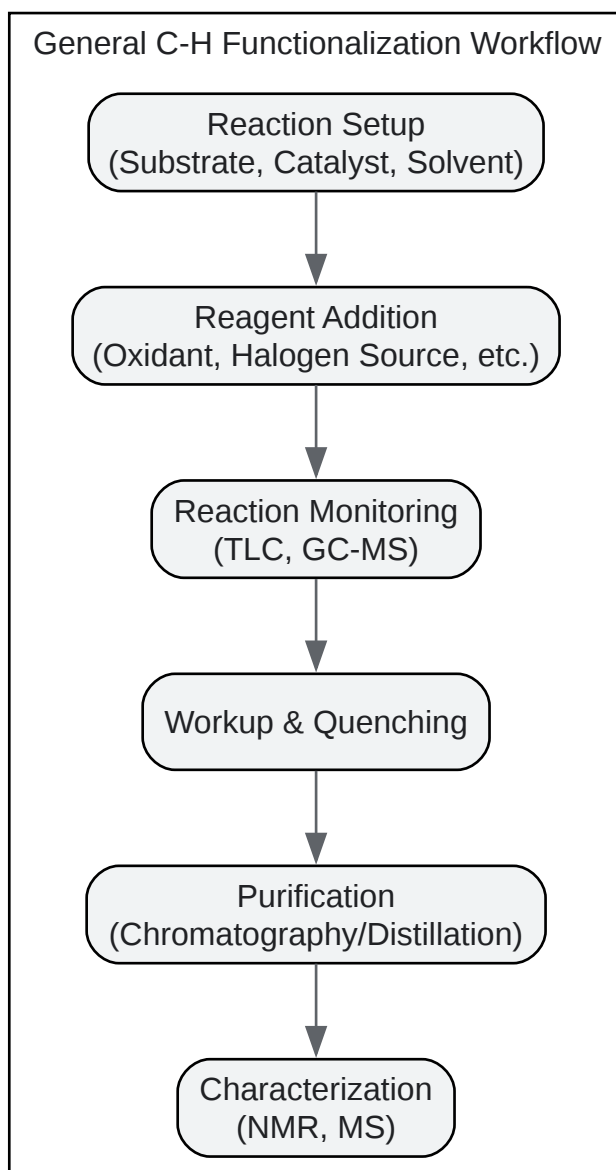 General C-H Functionalization Workflow
Reaction Setup
(Substrate, Catalyst, Solvent)
Reagent Addition
(Oxidant, Halogen Source, etc.)
Reaction Monitoring
(TLC, GC-MS)
Workup & Quenching
Purification
(Chromatography/Distillation)
Characterization
(NMR, MS)